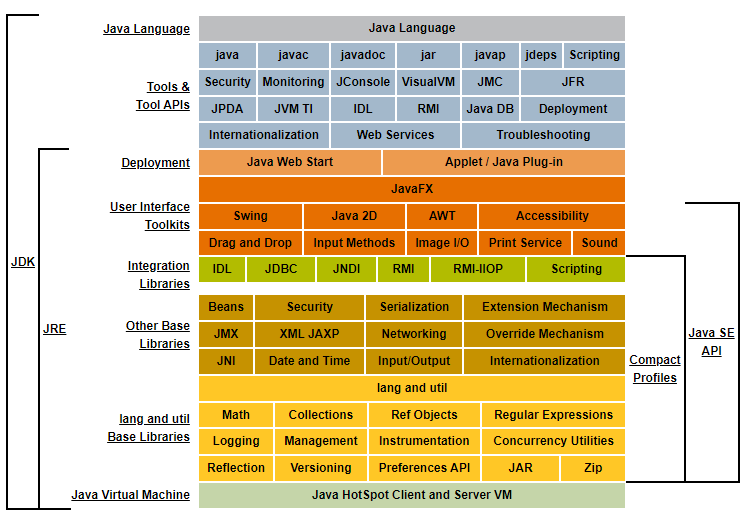 Java Language Java Language
java javac javadoc jar javap jdeps Scripting
Tools & Security Monitoring JConsole VisualVM JMC JFR
Tool APIs JPDA JVM TI IDL RMI Java DB Deployment
Internationalization Web Services Troubleshooting
Deployment Java Web Start Applet / Java Plug-in
JavaFX
User Interface
Toolkits
Swing Java 2D AWT Accessibility
Drag and Drop Input Methods Image I/O Print Service Sound
Integration
Libraries
IDL JDBC JNDI RMI RMI-IIOP Scripting
JDK
JRE
Other Base
Libraries
Beans Security Serialization Extension Mechanism
JMX XML JAXP Networking Override Mechanism
JNI Date and Time Input/Output Internationalization
Java SE
API
Compact
Profiles
lang and util
lang and util
Base Libraries
Math Collections Ref Objects Regular Expressions
Logging Management Instrumentation Concurrency Utilities
Reflection Versioning Preferences API JAR Zip
Java Virtual Machine Java HotSpot Client and Server VM